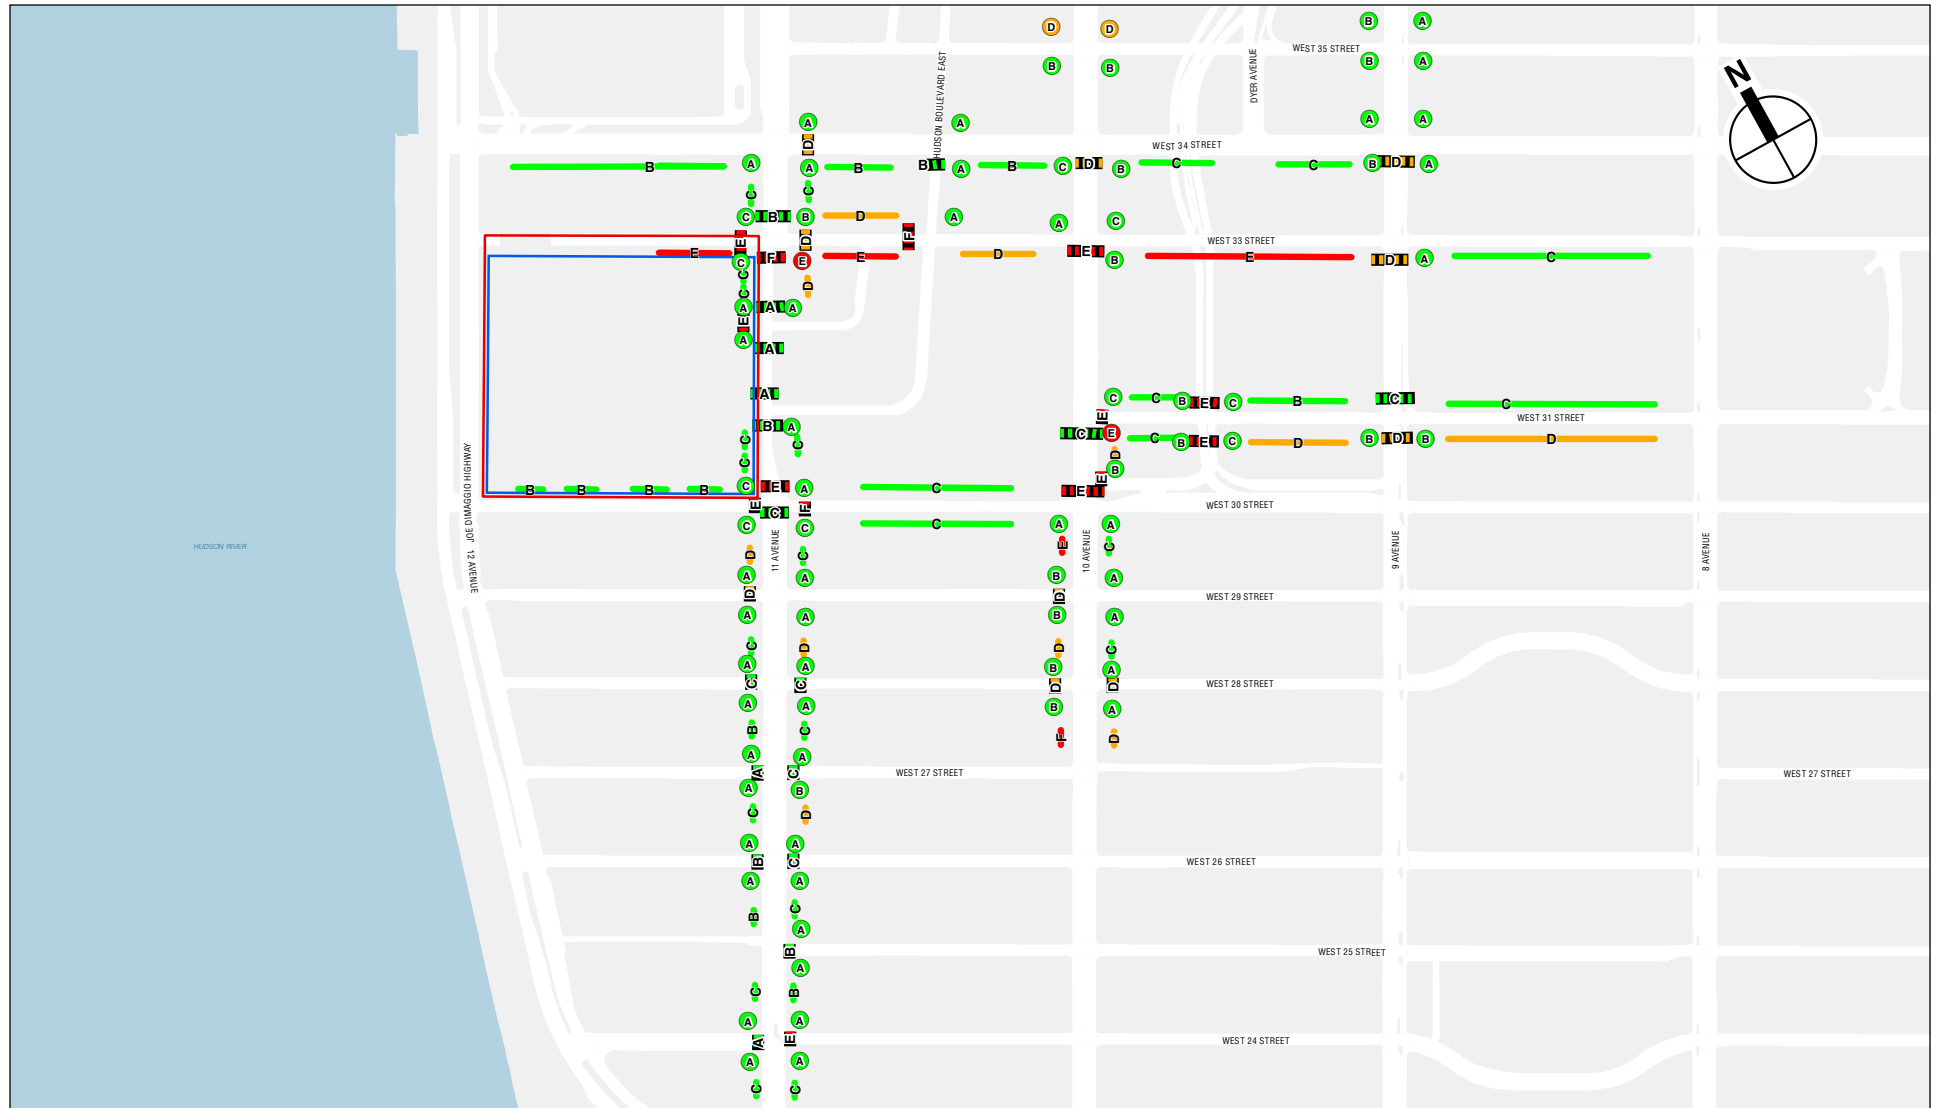 D D B A
WEST 35 STREET
B B B A
N
DYER AVENUE
HUDSON BOULEVARD EAST
A A A A
D
WEST 34 STREET
B A A B B A B C D B C C B D A
C C
C B B D A A C
E D F
WEST 33 STREET
E C F E E D E B E D A C
C D
C
A A A
E
A A
A
C C B E C B C C
WEST 31 STREET
B A E
C E C B E C D B D B D
C C D
C B
E
B B B B C E A C E
WEST 30 STREET
E C F
C C C A A
JOE DIMAGGIO HIGHWAY
12 AVENUE
11 AVENUE
10 AVENUE
9 AVENUE
8 AVENUE
HUDSON RIVER
D C E C
A A B A
D D
WEST 29 STREET
A A B A
C D D C
A A B A
C C D D
WEST 28 STREET
A A B A
B C F D
A A
A C
WEST 27 STREET
WEST 27 STREET
A B
C D
A A
B C
WEST 26 STREET
A A
B C
A
B
WEST 25 STREET
A
C B
A A
A E
WEST 24 STREET
A A
C C